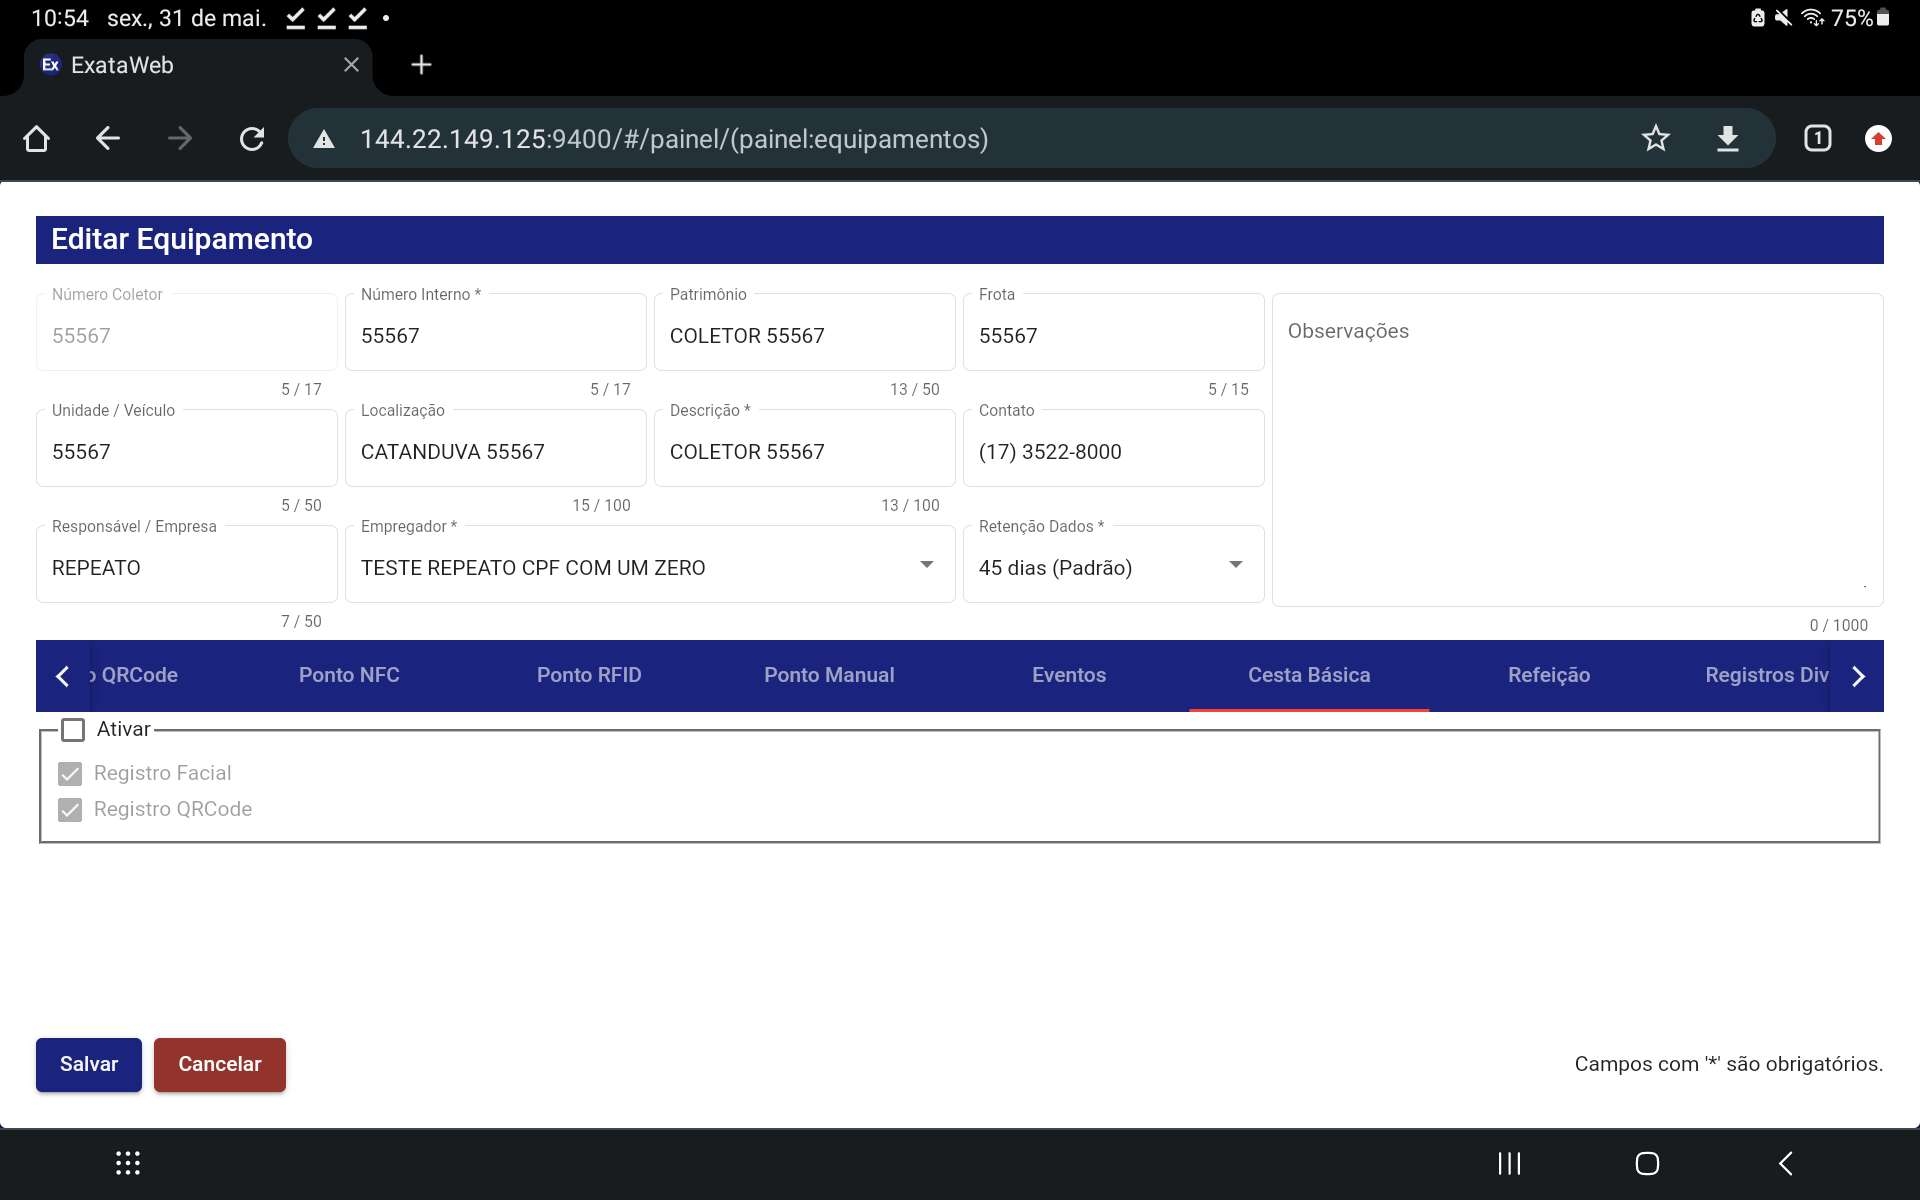 10:54 sex., 31 de mai.
75%
Ex ExataWeb
144.22.149.125:9400/#/painel/(painel:equipamentos)
1
Editar Equipamento
Número Coletor
55567
5 / 17
Número Interno *
55567
5 / 17
Patrimônio
COLETOR 55567
13 / 50
Frota
55567
5 / 15
Observações
0 / 1000
Unidade / Veículo
55567
5 / 50
Localização
CATANDUVA 55567
15 / 100
Descrição *
COLETOR 55567
13 / 100
Contato
(17) 3522-8000
Responsável / Empresa
REPEATO
7 / 50
Empregador *
TESTE REPEATO CPF COM UM ZERO
Retenção Dados *
45 dias (Padrão)
o QRCode
Ponto NFC
Ponto RFID
Ponto Manual
Eventos
Cesta Básica
Refeição
Registros Div
Ativar
Registro Facial
Registro QRCode
Salvar
Cancelar
Campos com '*' são obrigatórios.